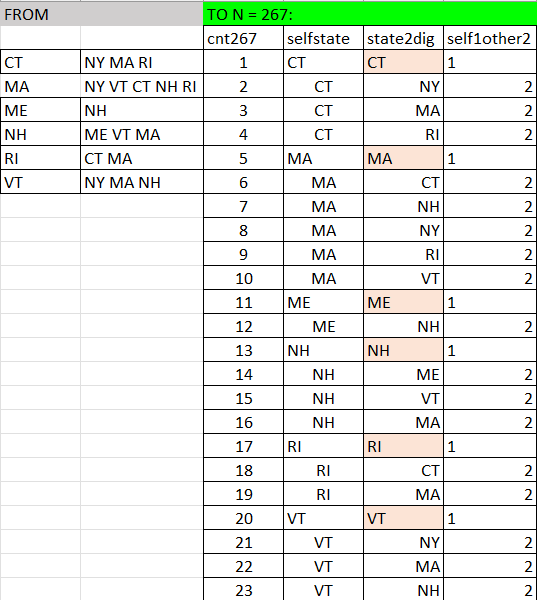 FROM TO N = 267:
cnt267 selfstate state2dig self1other2
CT NY MA RI 1 CT CT 1
MA NY VT CT NH RI 2 CT NY 2
ME NH 3 CT MA 2
NH ME VT MA 4 CT RI 2
RI CT MA 5 MA MA 1
VT NY MA NH 6 MA CT 2
7 MA NH 2
8 MA NY 2
9 MA RI 2
10 MA VT 2
11 ME ME 1
12 ME NH 2
13 NH NH 1
14 NH ME 2
15 NH VT 2
16 NH MA 2
17 RI RI 1
18 RI CT 2
19 RI MA 2
20 VT VT 1
21 VT NY 2
22 VT MA 2
23 VT NH 2